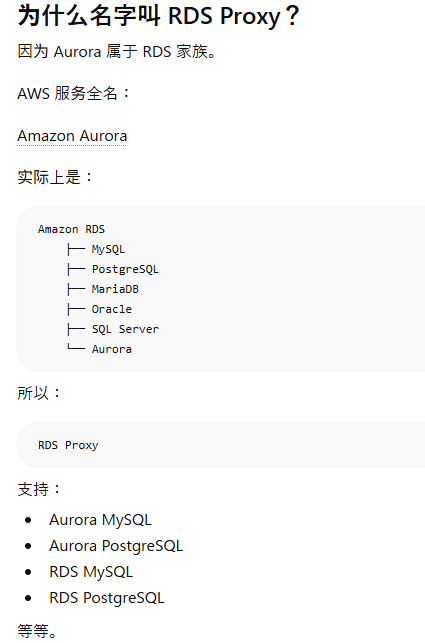 为什么名字叫 RDS Proxy？
因为 Aurora 属于 RDS 家族。
AWS 服务全名：
Amazon Aurora
实际上是：
Amazon RDS
├── MySQL
├── PostgreSQL
├── MariaDB
├── Oracle
├── SQL Server
└── Aurora
所以：
RDS Proxy
支持：
• Aurora MySQL
• Aurora PostgreSQL
• RDS MySQL
• RDS PostgreSQL
等等。